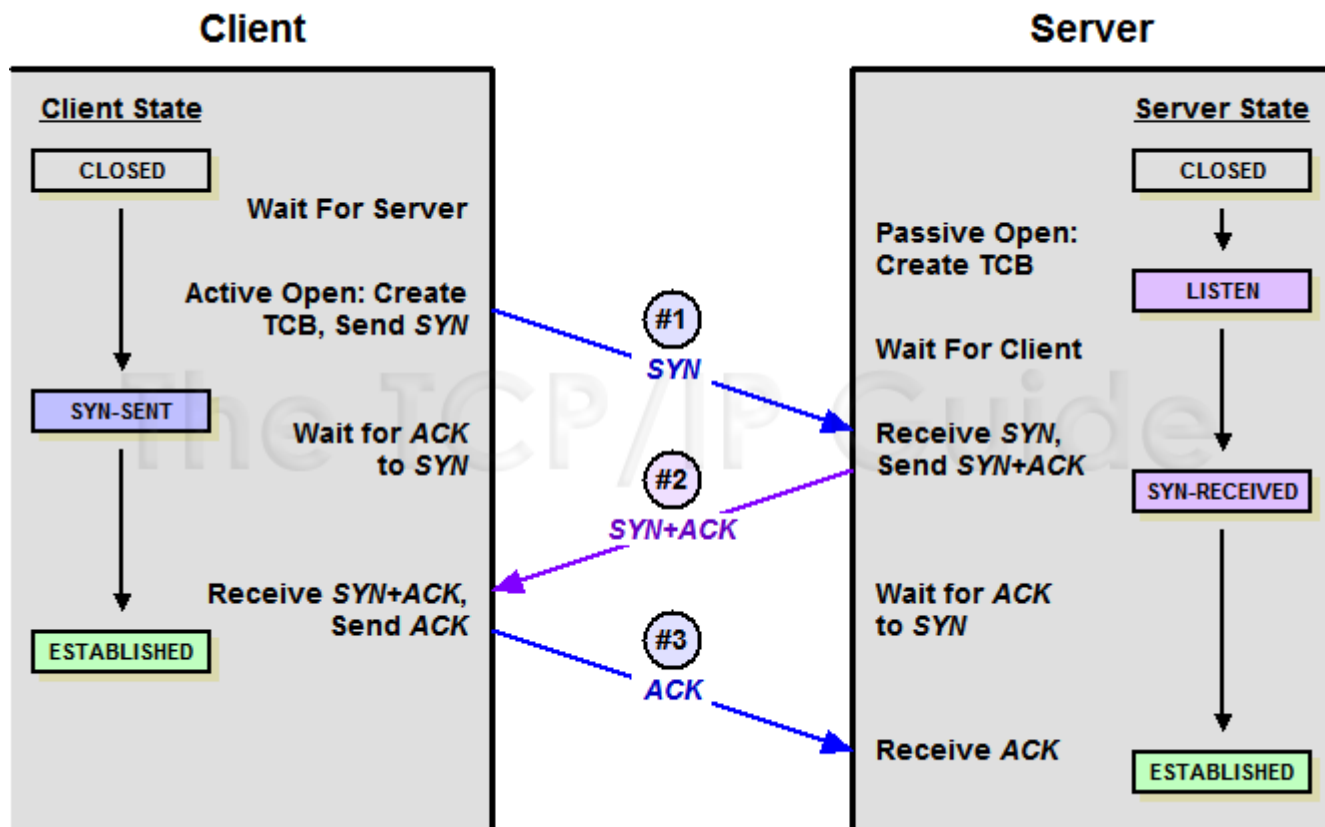 Client
Server
Client State
CLOSED
Wait For Server
Active Open: Create
TCB, Send SYN
SYN-SENT
Wait for ACK
to SYN
Receive SYN+ACK,
Send ACK
ESTABLISHED
#1
SYN
#2
SYN+ACK
#3
ACK
Server State
CLOSED
Passive Open:
Create TCB
LISTEN
Wait For Client
Receive SYN,
Send SYN+ACK
SYN-RECEIVED
Wait for ACK
to SYN
Receive ACK
ESTABLISHED
The TCP/IP Guide